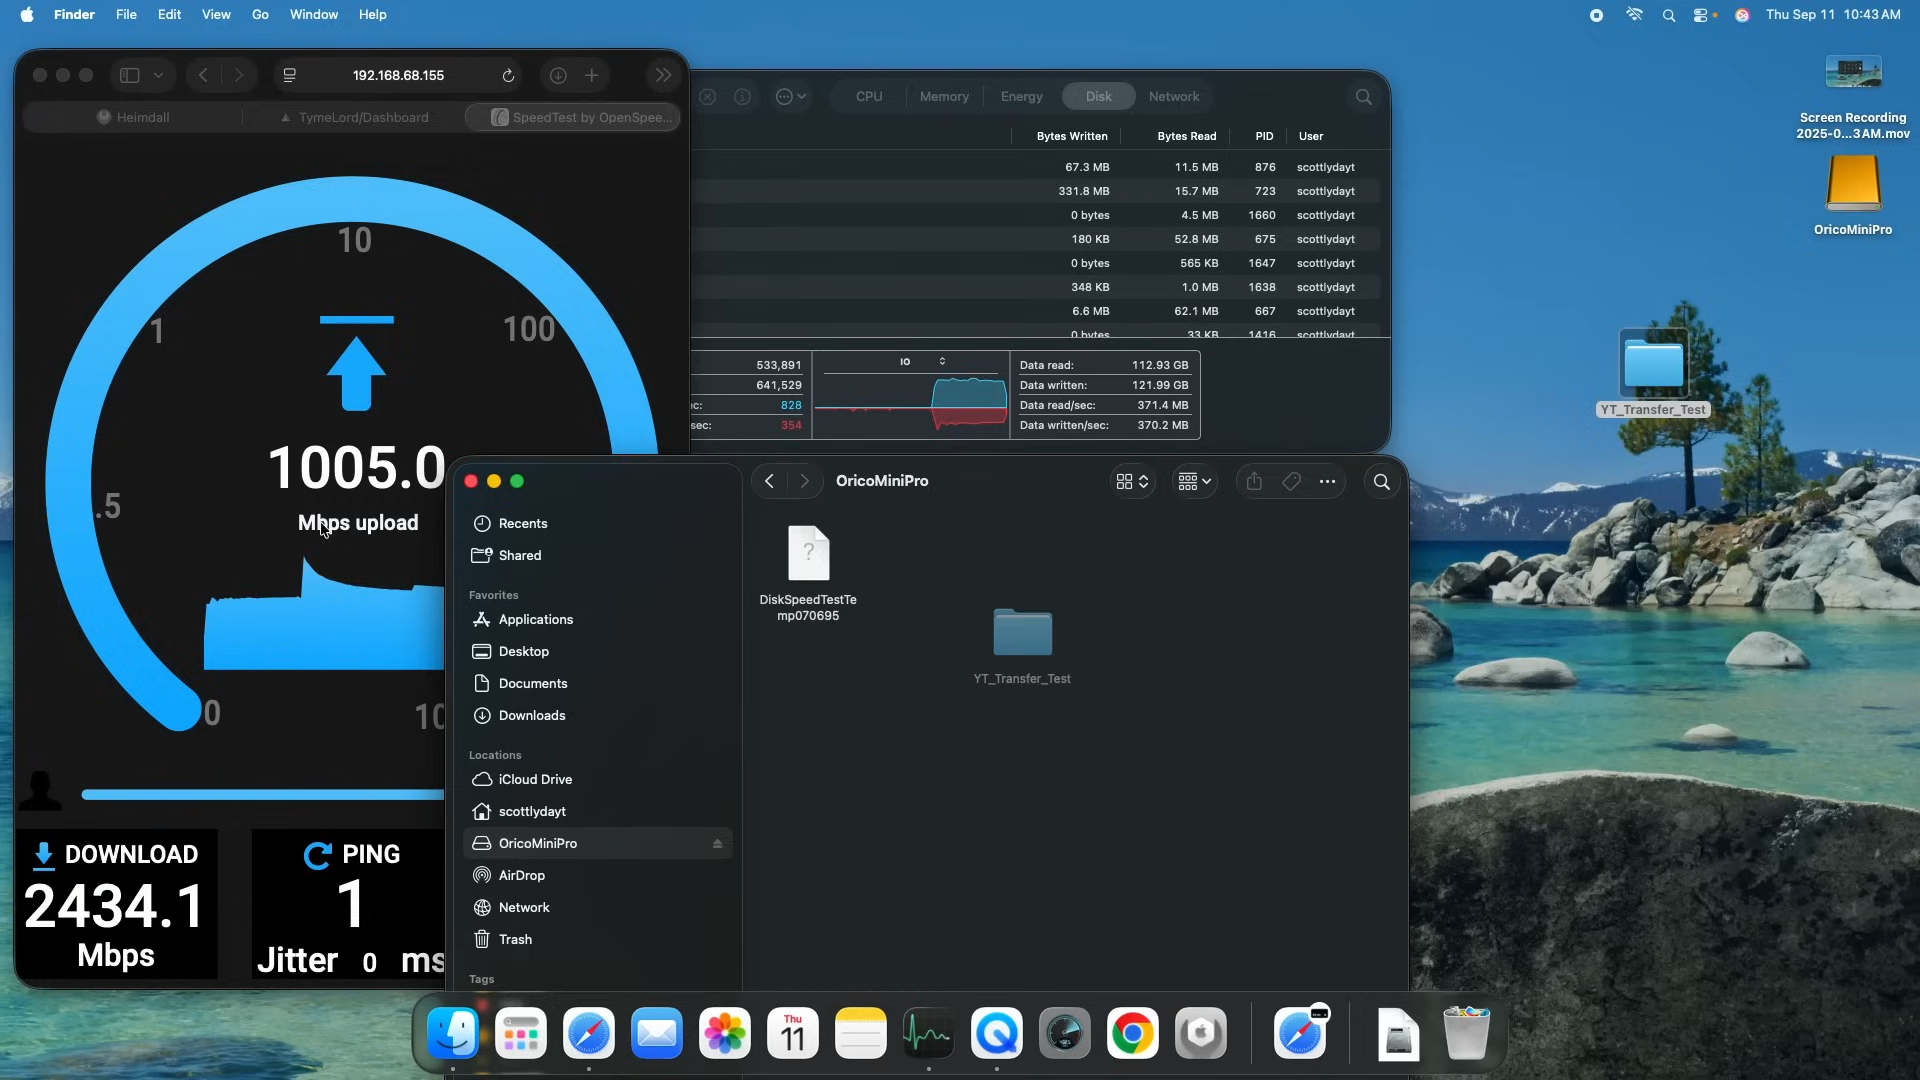 Finder File Edit View Go Window Help
Thu Sep 11 10:43 AM
192.168.68.155
Heimdall
TymeLord/Dashboard
SpeedTest by OpenSpee...
10
1
100
.5
1005.0
Mbps upload
0
10
DOWNLOAD
2434.1
Mbps
PING
1
Jitter 0 ms
CPU Memory Energy Disk Network
Bytes Written Bytes Read PID User
67.3 MB 11.5 MB 876 scottlydayt
331.8 MB 15.7 MB 723 scottlydayt
0 bytes 4.5 MB 1660 scottlydayt
180 KB 52.8 MB 675 scottlydayt
0 bytes 565 KB 1647 scottlydayt
348 KB 1.0 MB 1638 scottlydayt
6.6 MB 62.1 MB 667 scottlydayt
0 bytes 33 KB 1416 scottlydayt
533,891
641,529
c: 828
sec: 354
IO
Data read: 112.93 GB
Data written: 121.99 GB
Data read/sec: 371.4 MB
Data written/sec: 370.2 MB
OricoMiniPro
Recents
Shared
Favorites
Applications
Desktop
Documents
Downloads
Locations
iCloud Drive
scottlydayt
OricoMiniPro
AirDrop
Network
Trash
Tags
?
DiskSpeedTestTe
mp070695
YT_Transfer_Test
Screen Recording
2025-0...3AM.mov
OricoMiniPro
YT_Transfer_Test
Thu
11